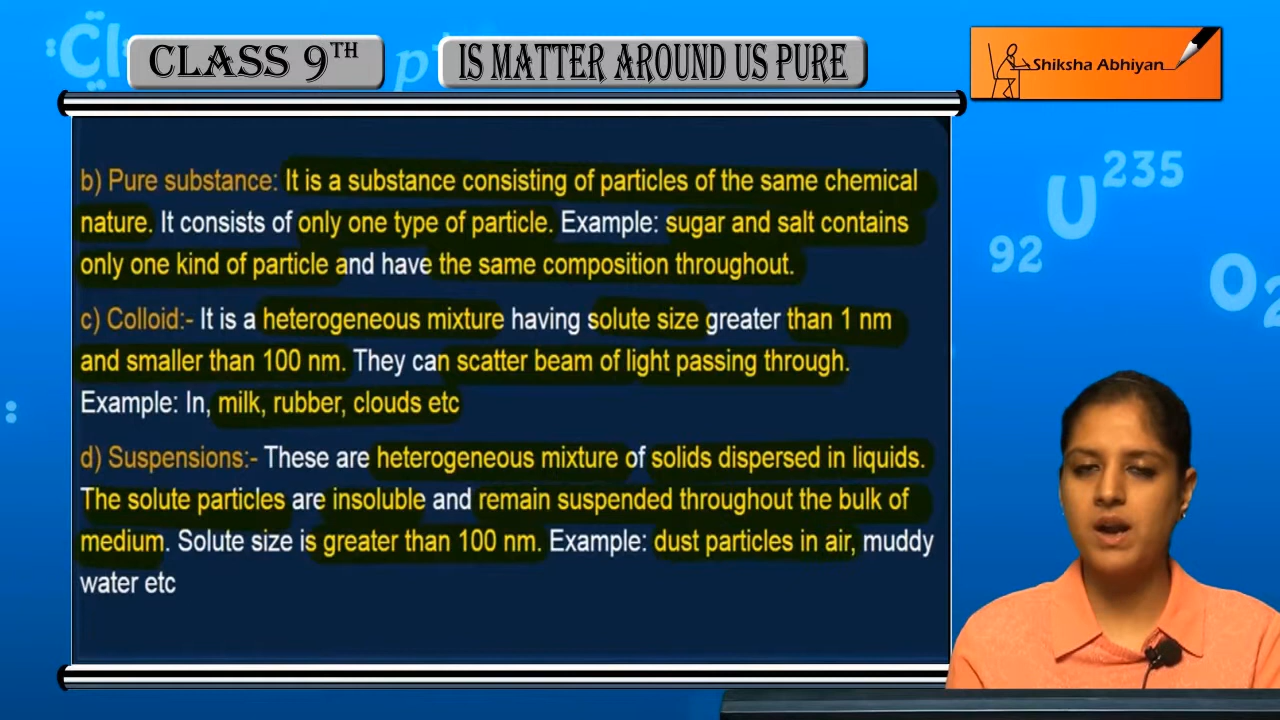 CLASS 9TH
IS MATTER AROUND US PURE
Shiksha Abhiyan
b) Pure substance: It is a substance consisting of particles of the same chemical
nature. It consists of only one type of particle. Example: sugar and salt contains
only one kind of particle and have the same composition throughout.
c) Colloid:- It is a heterogeneous mixture having solute size greater than 1 nm
and smaller than 100 nm. They can scatter beam of light passing through.
Example: In, milk, rubber, clouds etc
d) Suspensions:- These are heterogeneous mixture of solids dispersed in liquids.
The solute particles are insoluble and remain suspended throughout the bulk of
medium. Solute size is greater than 100 nm. Example: dust particles in air, muddy
water etc
U 235
92
O2